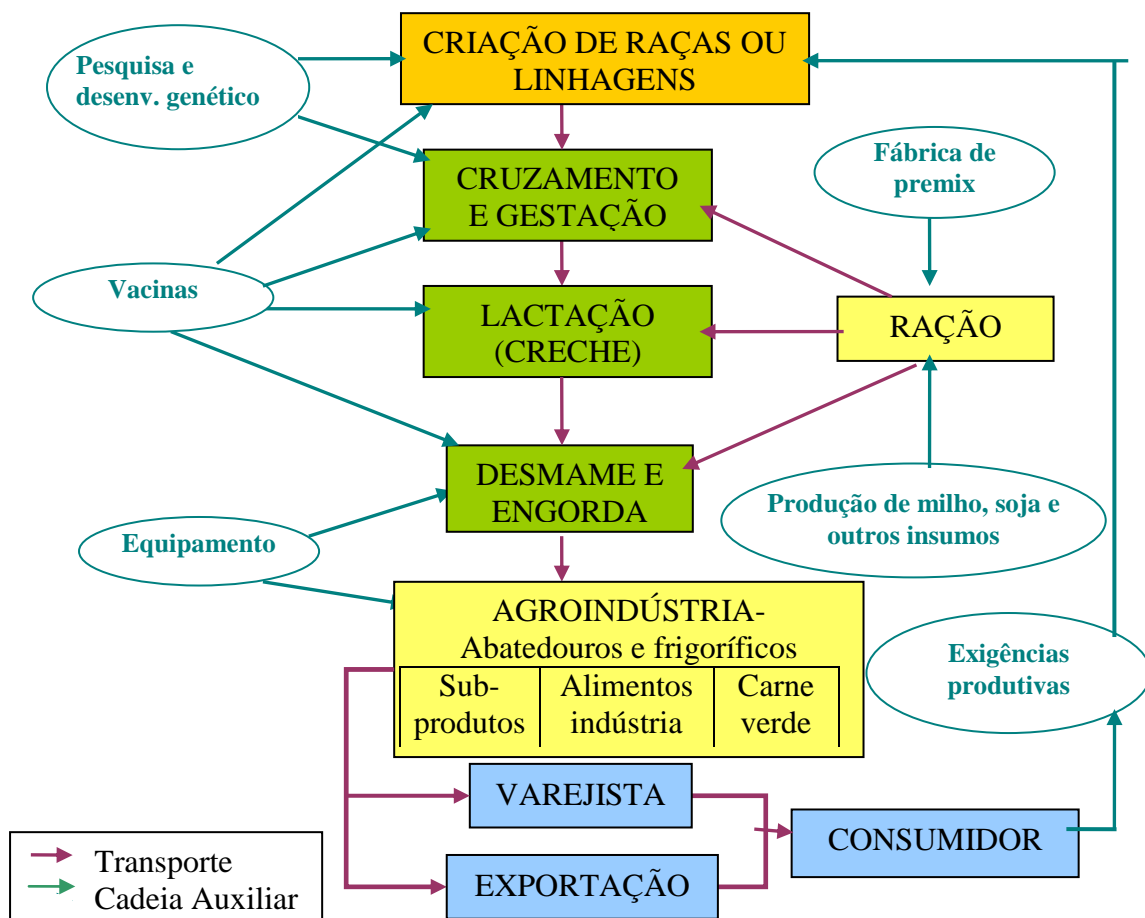 CRIAÇÃO DE RAÇAS OU
LINHAGENS
Pesquisa e
desenv. genético
CRUZAMENTO
E GESTAÇÃO
Fábrica de
premix
Vacinas
LACTAÇÃO
(CRECHE)
RAÇÃO
DESMAME E
ENGORDA
Produção de milho, soja e
outros insumos
Equipamento
AGROINDÚSTRIA-
Abatedouros e frigoríficos
Sub-
produtos
Alimentos
indústria
Carne
verde
Exigências
produtivas
VAREJISTA
CONSUMIDOR
EXPORTAÇÃO
Transporte
Cadeia Auxiliar